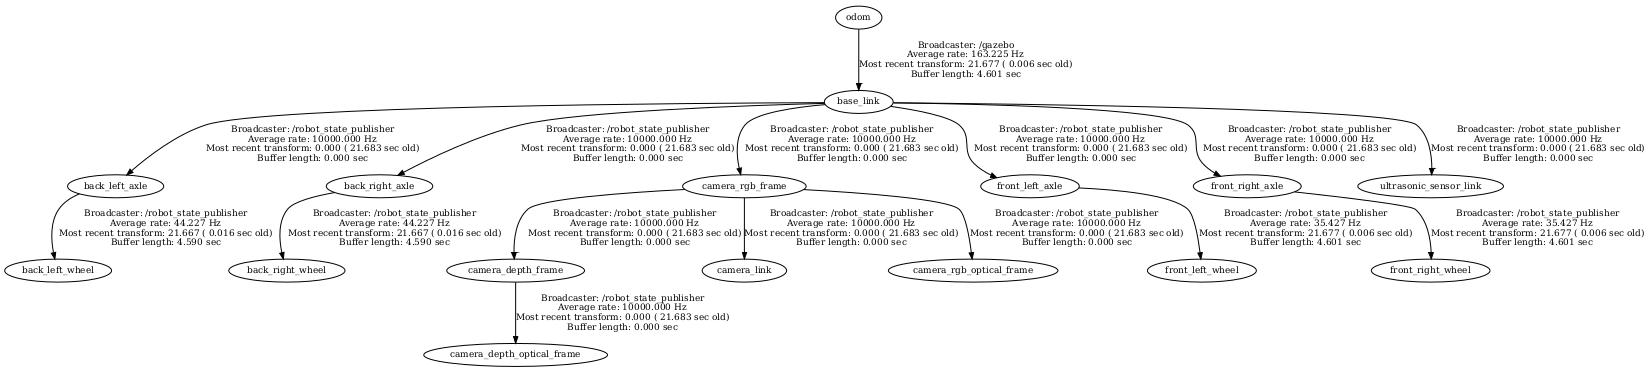 odom
Broadcaster: /gazebo
Average rate: 163.225 Hz
Most recent transform: 21.677 ( 0.006 sec old)
Buffer length: 4.601 sec
base_link
Broadcaster: /robot_state_publisher
Average rate: 10000.000 Hz
Most recent transform: 0.000 ( 21.683 sec old)
Buffer length: 0.000 sec
Broadcaster: /robot_state_publisher
Average rate: 10000.000 Hz
Most recent transform: 0.000 ( 21.683 sec old)
Buffer length: 0.000 sec
Broadcaster: /robot_state_publisher
Average rate: 10000.000 Hz
Most recent transform: 0.000 ( 21.683 sec old)
Buffer length: 0.000 sec
Broadcaster: /robot_state_publisher
Average rate: 10000.000 Hz
Most recent transform: 0.000 ( 21.683 sec old)
Buffer length: 0.000 sec
Broadcaster: /robot_state_publisher
Average rate: 10000.000 Hz
Most recent transform: 0.000 ( 21.683 sec old)
Buffer length: 0.000 sec
Broadcaster: /robot_state_publisher
Average rate: 10000.000 Hz
Most recent transform: 0.000 ( 21.683 sec old)
Buffer length: 0.000 sec
back_left_axle
back_right_axle
camera_rgb_frame
front_left_axle
front_right_axle
ultrasonic_sensor_link
Broadcaster: /robot_state_publisher
Average rate: 44.227 Hz
Most recent transform: 21.667 ( 0.016 sec old)
Buffer length: 4.590 sec
Broadcaster: /robot_state_publisher
Average rate: 44.227 Hz
Most recent transform: 21.667 ( 0.016 sec old)
Buffer length: 4.590 sec
Broadcaster: /robot_state_publisher
Average rate: 10000.000 Hz
Most recent transform: 0.000 ( 21.683 sec old)
Buffer length: 0.000 sec
Broadcaster: /robot_state_publisher
Average rate: 10000.000 Hz
Most recent transform: 0.000 ( 21.683 sec old)
Buffer length: 0.000 sec
Broadcaster: /robot_state_publisher
Average rate: 10000.000 Hz
Most recent transform: 0.000 ( 21.683 sec old)
Buffer length: 0.000 sec
Broadcaster: /robot_state_publisher
Average rate: 35.427 Hz
Most recent transform: 21.677 ( 0.006 sec old)
Buffer length: 4.601 sec
Broadcaster: /robot_state_publisher
Average rate: 35.427 Hz
Most recent transform: 21.677 ( 0.006 sec old)
Buffer length: 4.601 sec
back_left_wheel
back_right_wheel
camera_depth_frame
camera_link
camera_rgb_optical_frame
front_left_wheel
front_right_wheel
Broadcaster: /robot_state_publisher
Average rate: 10000.000 Hz
Most recent transform: 0.000 ( 21.683 sec old)
Buffer length: 0.000 sec
camera_depth_optical_frame